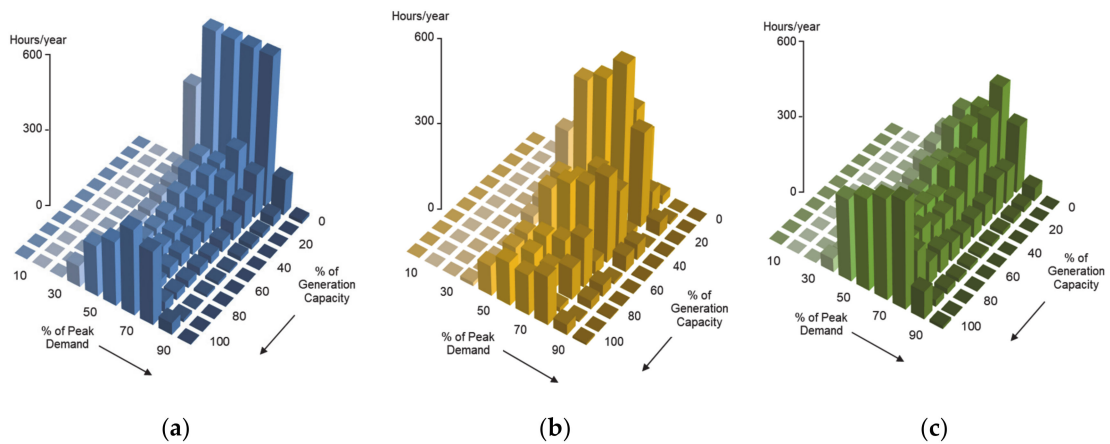 Hours/year
600
300
0
10
30
50
70
90
% of Peak
Demand
0
20
40
60
80
100
% of
Generation
Capacity
(a)
Hours/year
600
300
0
10
30
50
70
90
% of Peak
Demand
0
20
40
60
80
100
% of
Generation
Capacity
(b)
Hours/year
600
300
0
10
30
50
70
90
% of Peak
Demand
0
20
40
60
80
100
% of
Generation
Capacity
(c)